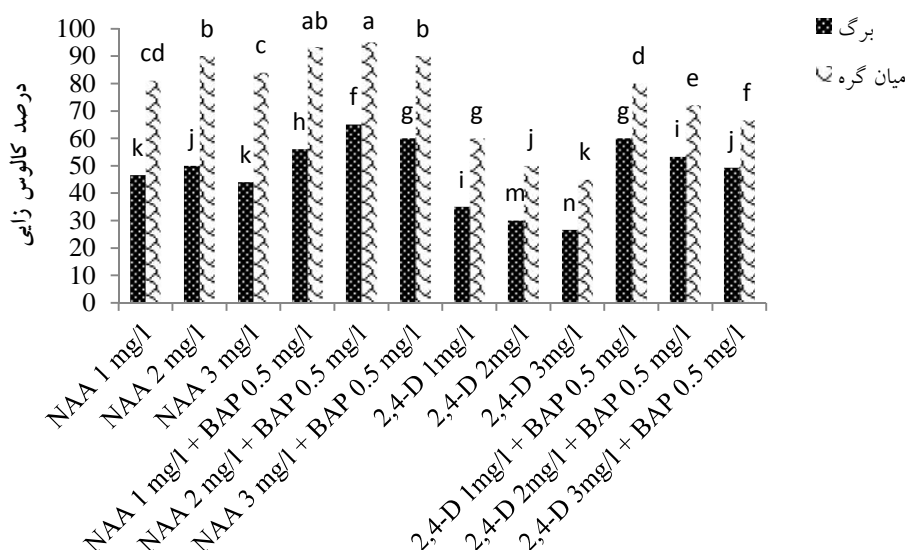 درصد کالوس زایی
100
90
80
70
60
50
40
30
20
10
0
cd
b
c
ab
a
b
g
j
k
d
e
f
k
j
k
h
f
g
i
m
n
g
i
j
NAA 1 mg/l
NAA 2 mg/l
NAA 3 mg/l
NAA 1 mg/l + BAP 0.5 mg/l
NAA 2 mg/l + BAP 0.5 mg/l
NAA 3 mg/l + BAP 0.5 mg/l
2,4-D 1mg/l
2,4-D 2mg/l
2,4-D 3mg/l
2,4-D 1mg/l + BAP 0.5 mg/l
2,4-D 2mg/l + BAP 0.5 mg/l
2,4-D 3mg/l + BAP 0.5 mg/l
برگ
میان گره